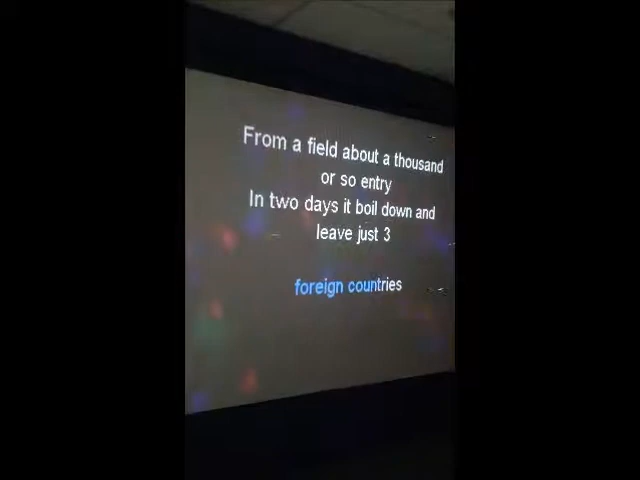 From a field about a thousand
or so entry
In two days it boil down and
leave just 3
foreign countries